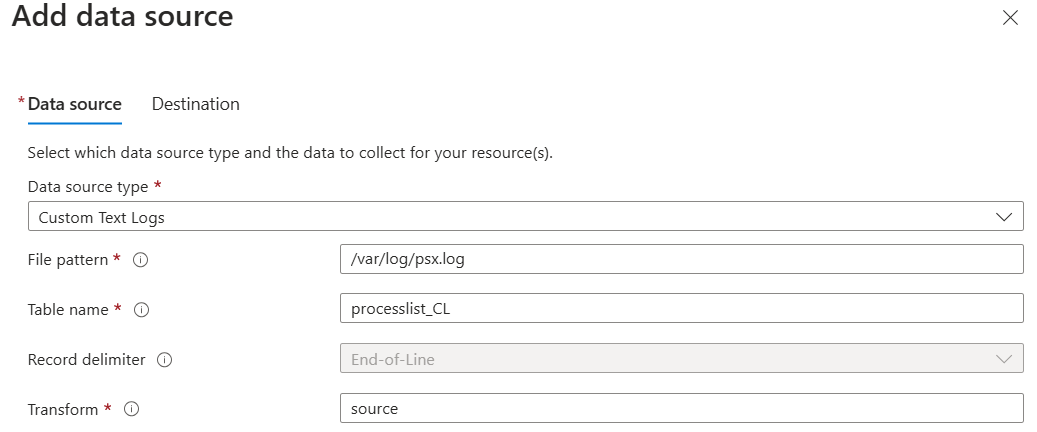 Add data source
* Data source Destination
Select which data source type and the data to collect for your resource(s).
Data source type *
Custom Text Logs
File pattern * /var/log/psx.log
Table name * processlist_CL
Record delimiter End-of-Line
Transform * source